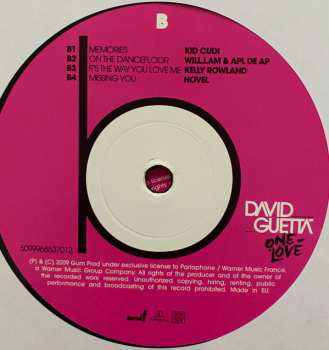 B
B1 MEMORIES KID CUDI
B2 ON THE DANCEFLOOR WILL.I.AM & APL DE AP
B3 IT'S THE WAY YOU LOVE ME KELLY ROWLAND
B4 MISSING YOU NOVEL
DAVID
GUETTA
ONE
LOVE
5099968637012
(P) & (C) 2009 Gum Prod under exclusive license to Parlophone / Warner Music France,
a Warner Music Group Company. All rights of the producer and of the owner of
the recorded work reserved. Unauthorized copying, hiring, renting, public
performance and broadcasting of this record prohibited. Made in EU.